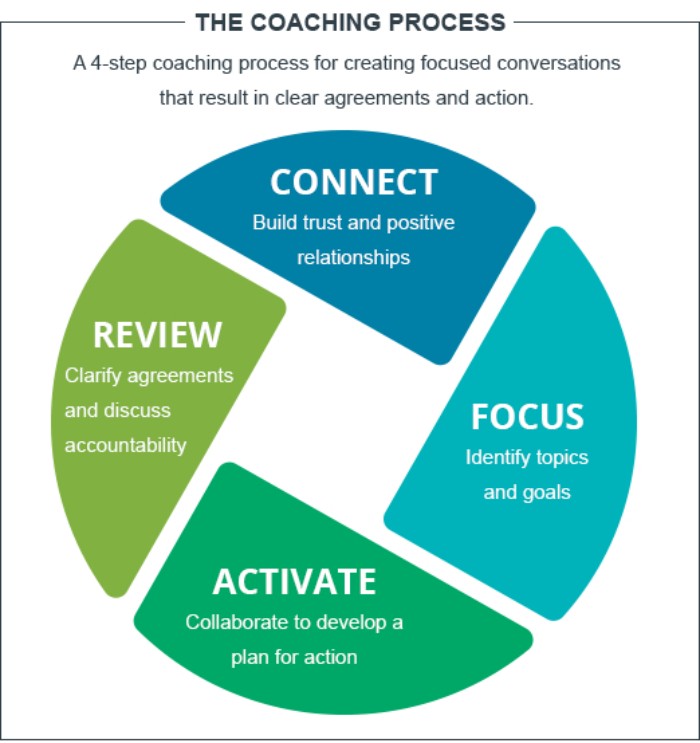 THE COACHING PROCESS
A 4-step coaching process for creating focused conversations
that result in clear agreements and action.
CONNECT
Build trust and positive
relationships
FOCUS
Identify topics
and goals
ACTIVATE
Collaborate to develop a
plan for action
REVIEW
Clarify agreements
and discuss
accountability